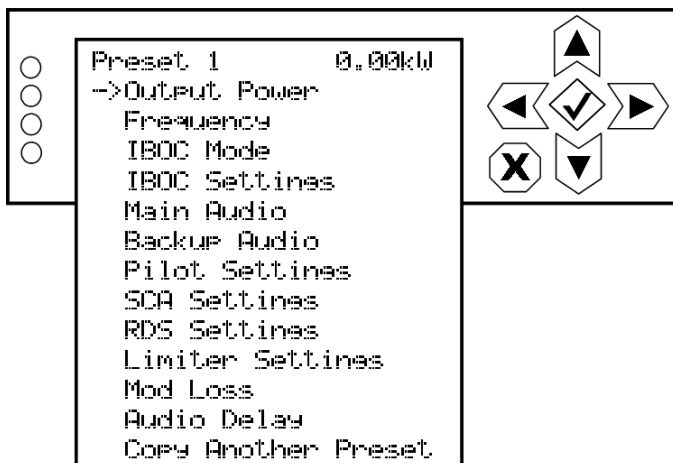 Preset 1 0.00kW
->Output Power
Frequency
IBOC Mode
IBOC Settings
Main Audio
Backup Audio
Pilot Settings
SCA Settings
RDS Settings
Limiter Settings
Mod Loss
Audio Delay
Copy Another Preset
X